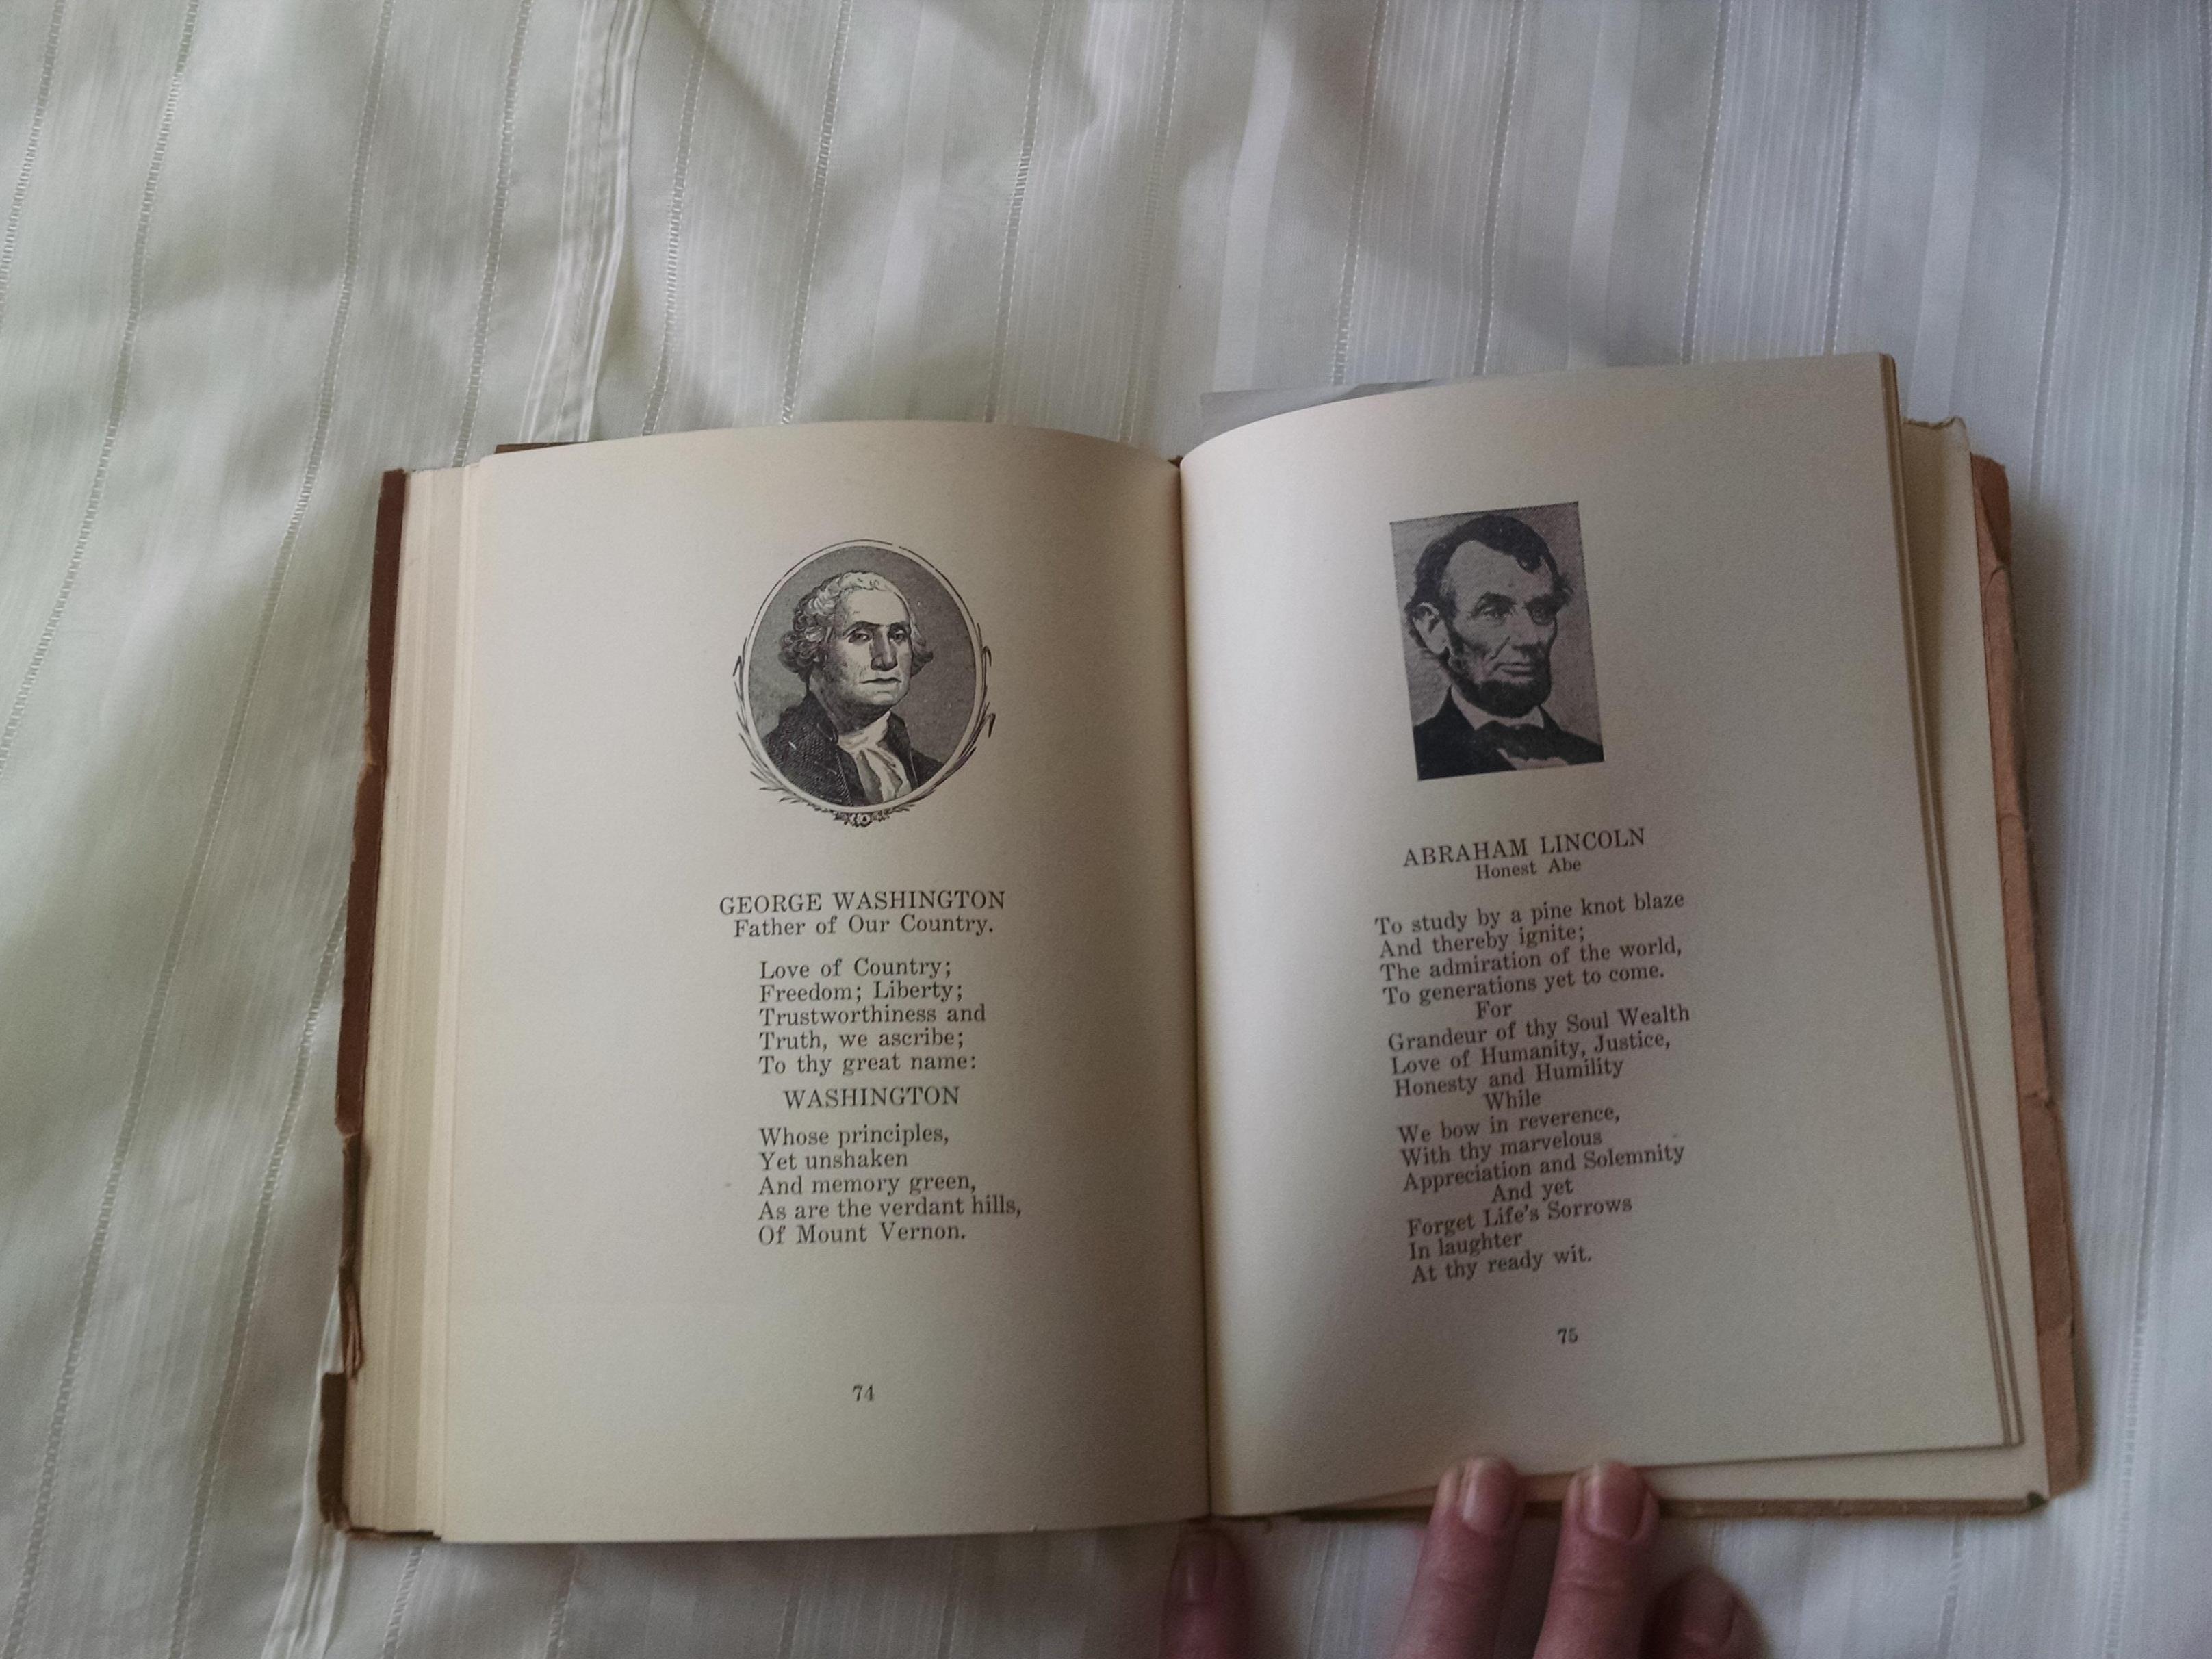 GEORGE WASHINGTON
Father of Our Country.
Love of Country;
Freedom; Liberty;
Trustworthiness and
Truth, we ascribe;
To thy great name:
WASHINGTON
Whose principles,
Yet unshaken
And memory green,
As are the verdant hills,
Of Mount Vernon.
74
ABRAHAM LINCOLN
Honest Abe
To study by a pine knot blaze
And thereby ignite;
The admiration of the world,
To generations yet to come.
For
Grandeur of thy Soul Wealth
Love of Humanity, Justice,
Honesty and Humility
While
We bow in reverence,
With thy marvelous
Appreciation and Solemnity
And yet
Forget Life's Sorrows
In laughter
At thy ready wit.
75